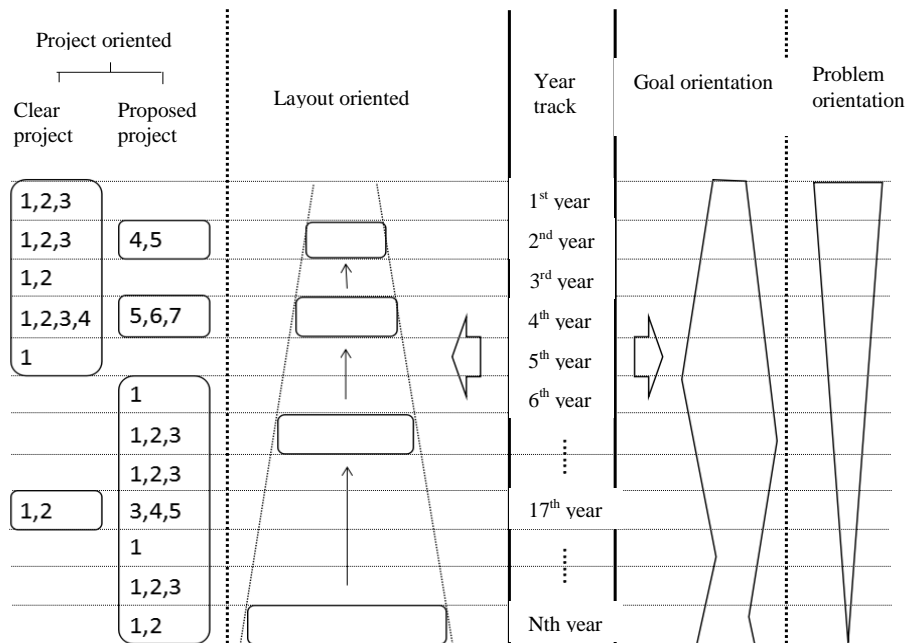 Project oriented
Clear project
Proposed project
Layout oriented
Year track
Goal orientation
Problem orientation
1,2,3
1st year
1,2,3
4,5
2nd year
1,2
3rd year
1,2,3,4
5,6,7
4th year
1
5th year
1
6th year
1,2,3
1,2,3
1,2
3,4,5
17th year
1
1,2,3
1,2
Nth year